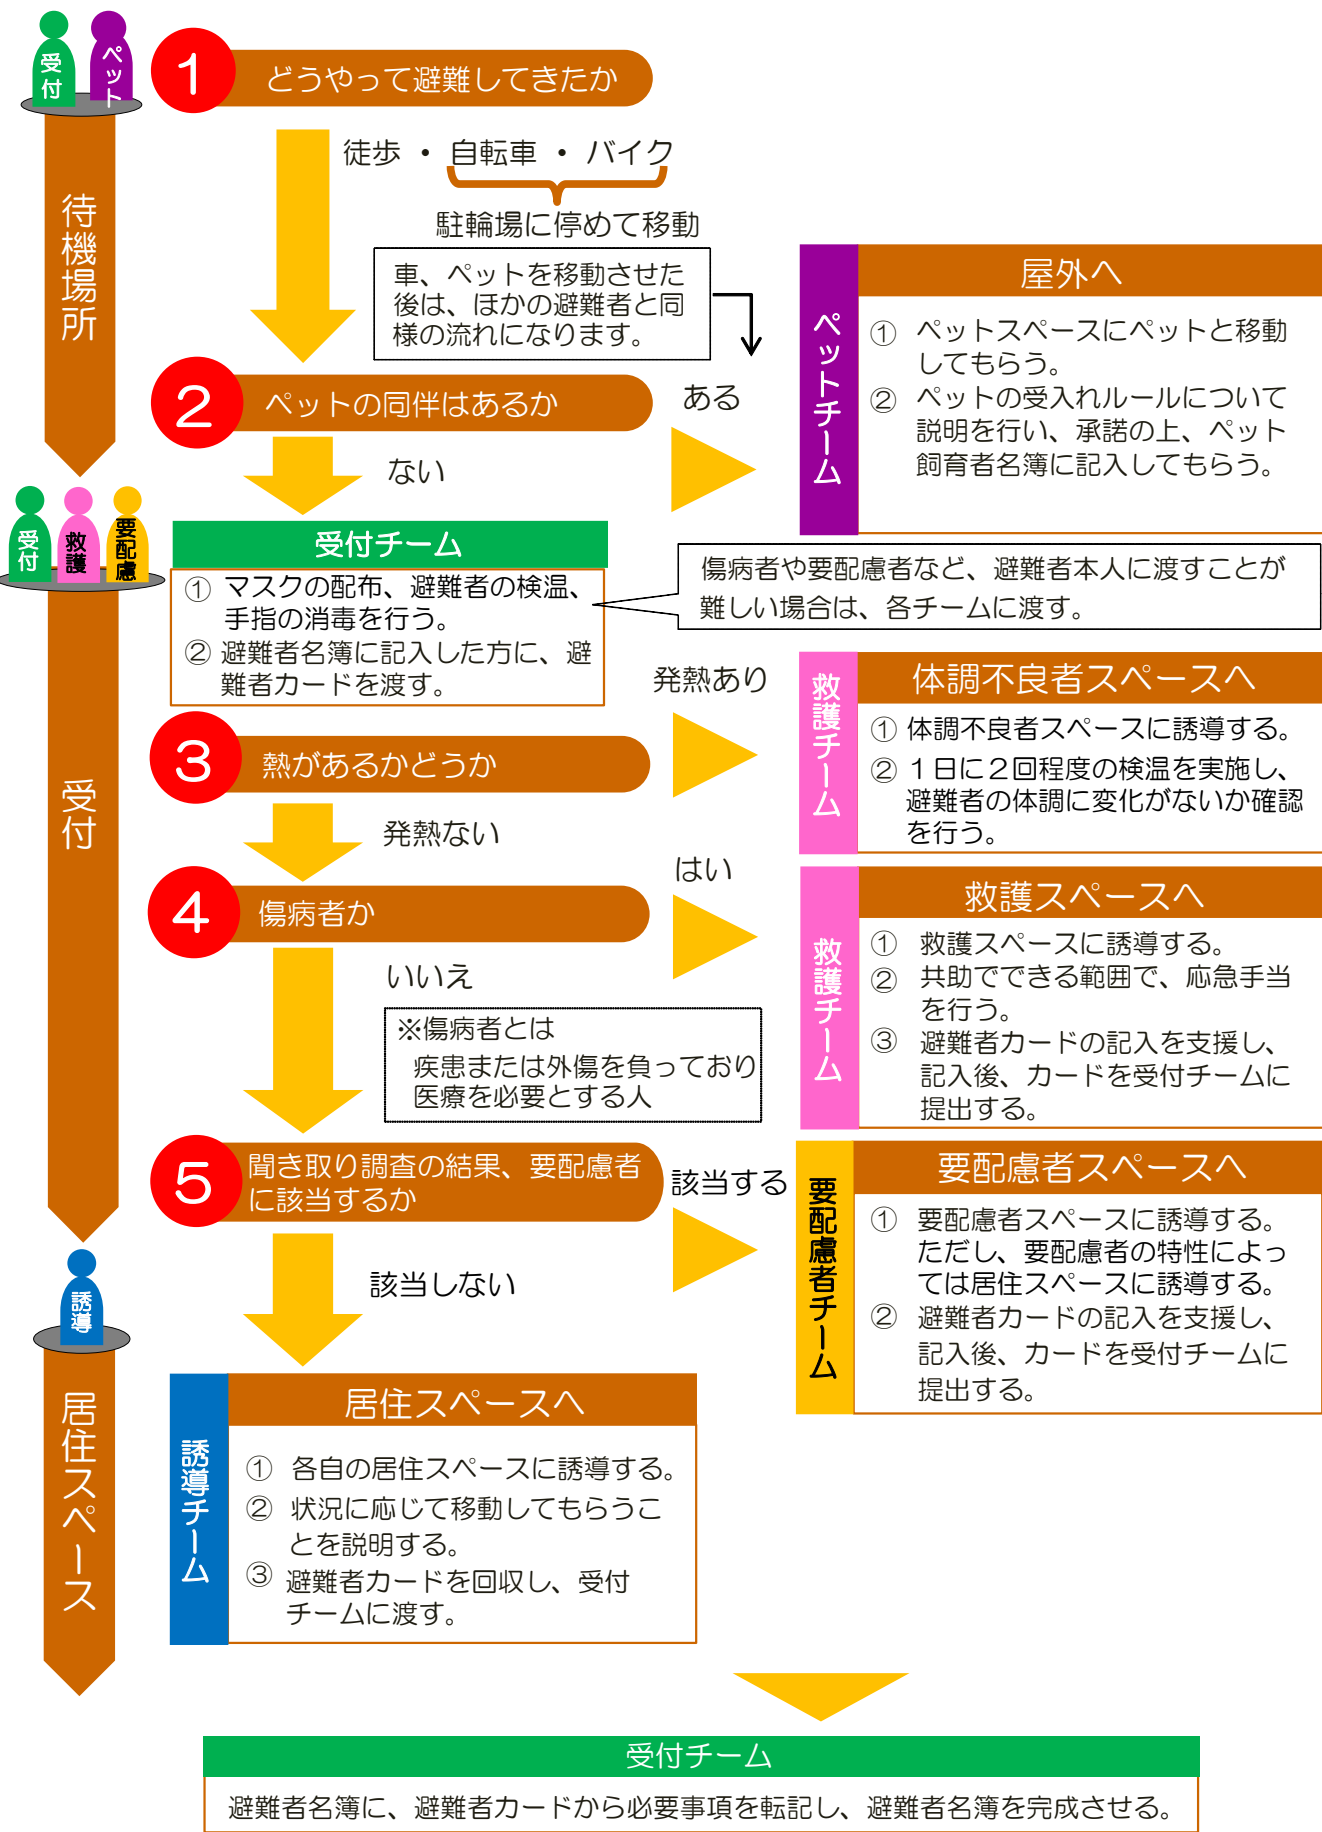 受付
ペット
1
どうやって避難してきたか
徒歩 ・ 自転車 ・ バイク
駐輪場に停めて移動
車、ペットを移動させた
後は、ほかの避難者と同
様の流れになります。
待機場所
2
ペットの同伴はあるか
ある
ない
ペットチーム
屋外へ
① ペットスペースにペットと移動
してもらう。
② ペットの受入れルールについて
説明を行い、承諾の上、ペット
飼育者名簿に記入してもらう。
受付
救護
要配慮
受付チーム
① マスクの配布、避難者の検温、
手指の消毒を行う。
② 避難者名簿に記入した方に、避
難者カードを渡す。
傷病者や要配慮者など、避難者本人に渡すことが
難しい場合は、各チームに渡す。
受付
3
熱があるかどうか
発熱あり
発熱ない
救護チーム
体調不良者スペースへ
① 体調不良者スペースに誘導する。
② 1日に2回程度の検温を実施し、
避難者の体調に変化がないか確認
を行う。
4
傷病者か
はい
いいえ
※傷病者とは
疾患または外傷を負っており
医療を必要とする人
救護チーム
救護スペースへ
① 救護スペースに誘導する。
② 共助でできる範囲で、応急手当
を行う。
③ 避難者カードの記入を支援し、
記入後、カードを受付チームに
提出する。
5
聞き取り調査の結果、要配慮者
に該当するか
該当する
該当しない
要配慮者チーム
要配慮者スペースへ
① 要配慮者スペースに誘導する。
ただし、要配慮者の特性によっ
ては居住スペースに誘導する。
② 避難者カードの記入を支援し、
記入後、カードを受付チームに
提出する。
誘導
居住スペース
誘導チーム
居住スペースへ
① 各自の居住スペースに誘導する。
② 状況に応じて移動してもらうこ
とを説明する。
③ 避難者カードを回収し、受付
チームに渡す。
受付チーム
避難者名簿に、避難者カードから必要事項を転記し、避難者名簿を完成させる。